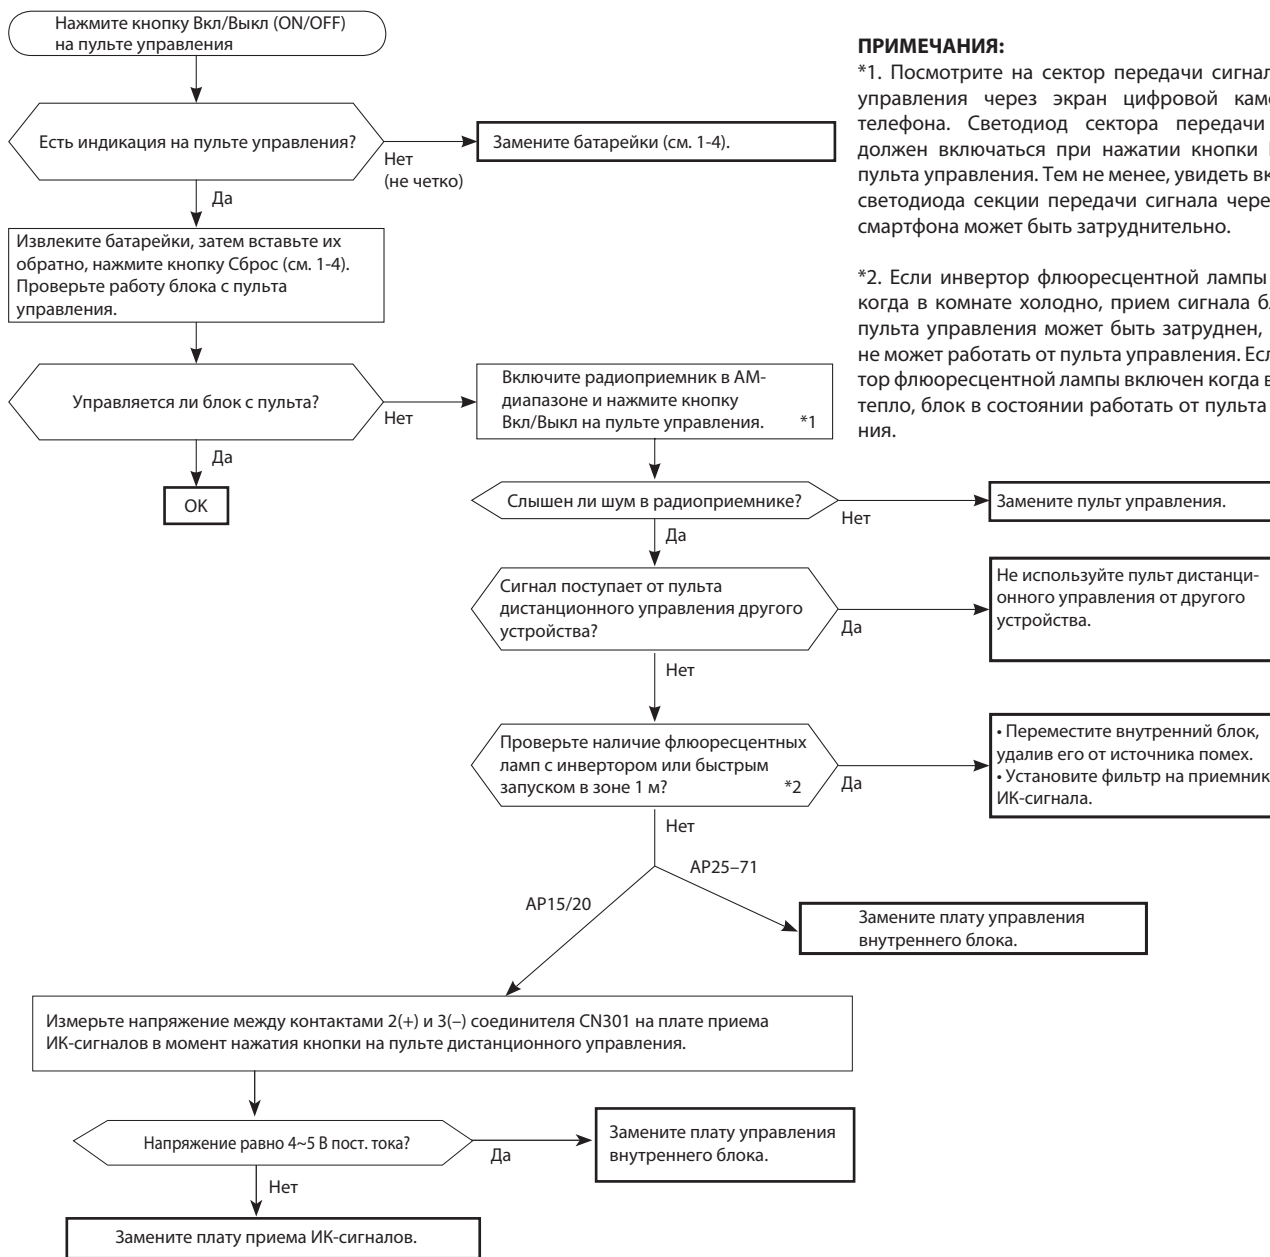 Нажмите кнопку Вкл/Выкл (ON/OFF)
на пульте управления
Есть индикация на пульте управления?
Нет
(не четко)
Замените батарейки (см. 1-4).
Да
Извлеките батарейки, затем вставьте их
обратно, нажмите кнопку Сброс (см. 1-4).
Проверьте работу блока с пульта
управления.
Управляется ли блок с пульта?
Нет
Да
OK
Включите радиоприемник в АМ-
диапазоне и нажмите кнопку
Вкл/Выкл на пульте управления. *1
ПРИМЕЧАНИЯ:
*1. Посмотрите на сектор передачи
управления через экран цифровой
телефона. Светодиод сектора передачи
должен включаться при нажатии кнопки
пульта управления. Тем не менее, увидеть
светодиода секции передачи сигнала
смартфона может быть затруднительно.
*2. Если инвертор флюоресцентной лампы
когда в комнате холодно, прием сигнала
пульта управления может быть затруднен,
не может работать от пульта управления.
тор флюоресцентной лампы включен когда в
тепло, блок в состоянии работать от пульта
ния.
Слышен ли шум в радиоприемнике?
Нет
Замените пульт управления.
Да
Сигнал поступает от пульта
дистанционного управления другого
устройства?
Да
Не используйте пульт дистанци-
онного управления от другого
устройства.
Нет
Проверьте наличие флюоресцентных
ламп с инвертором или быстрым
запуском в зоне 1 м? *2
Да
• Переместите внутренний блок,
удалив его от источника помех.
• Установите фильтр на приемник
ИК-сигнала.
Нет
AP25–71
AP15/20
Замените плату управления
внутреннего блока.
Измерьте напряжение между контактами 2(+) и 3(–) соединителя CN301 на плате приема
ИК-сигналов в момент нажатия кнопки на пульте дистанционного управления.
Напряжение равно 4~5 В пост. тока?
Да
Замените плату управления
внутреннего блока.
Нет
Замените плату приема ИК-сигналов.